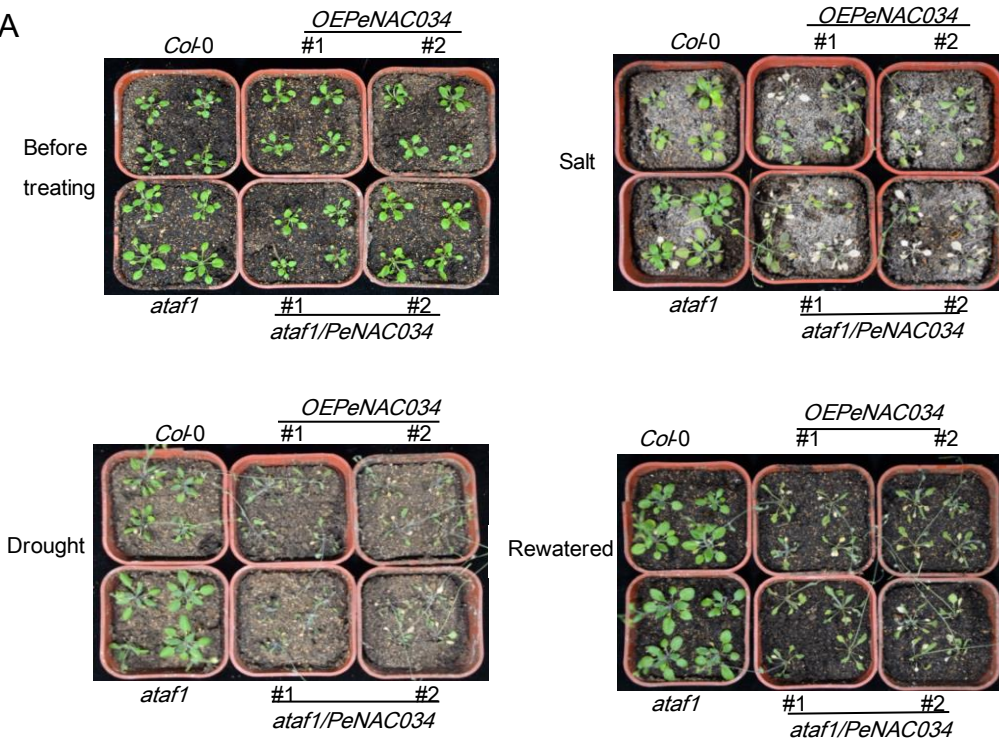 A
OEPeNAC034
Col-0 #1 #2
Before
treating
ataf1 #1 #2
ataf1/PeNAC034
OEPeNAC034
Col-0 #1 #2
Salt
ataf1 #1 #2
ataf1/PeNAC034
OEPeNAC034
Col-0 #1 #2
Drought
ataf1 #1 #2
ataf1/PeNAC034
OEPeNAC034
Col-0 #1 #2
Rewatered
ataf1 #1 #2
ataf1/PeNAC034